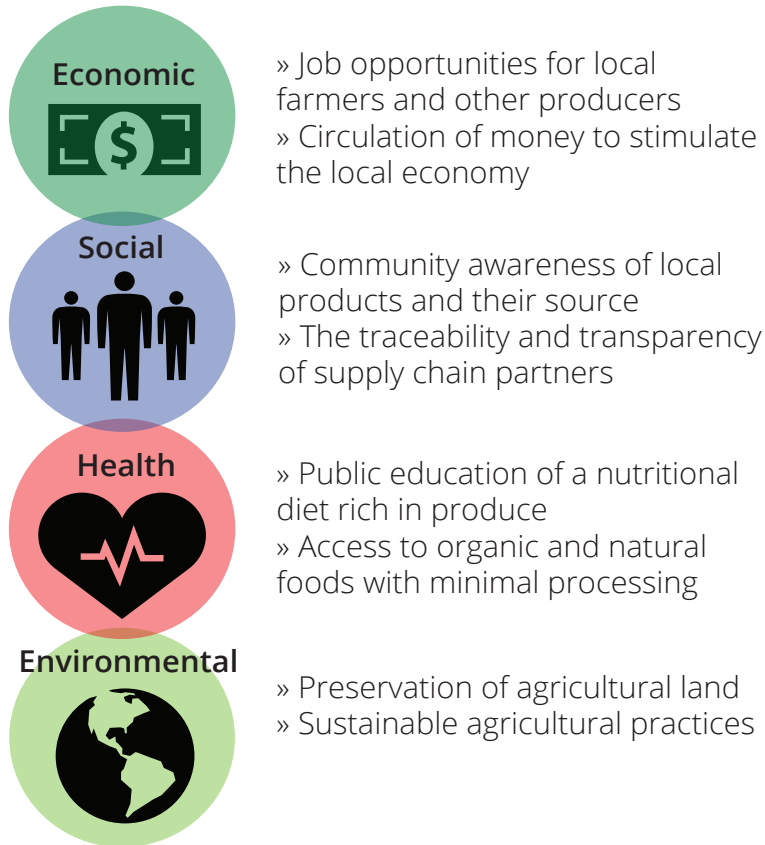 Economic
$
» Job opportunities for local
farmers and other producers
» Circulation of money to stimulate
the local economy
Social
» Community awareness of local
products and their source
» The traceability and transparency
of supply chain partners
Health
» Public education of a nutritional
diet rich in produce
» Access to organic and natural
foods with minimal processing
Environmental
» Preservation of agricultural land
» Sustainable agricultural practices